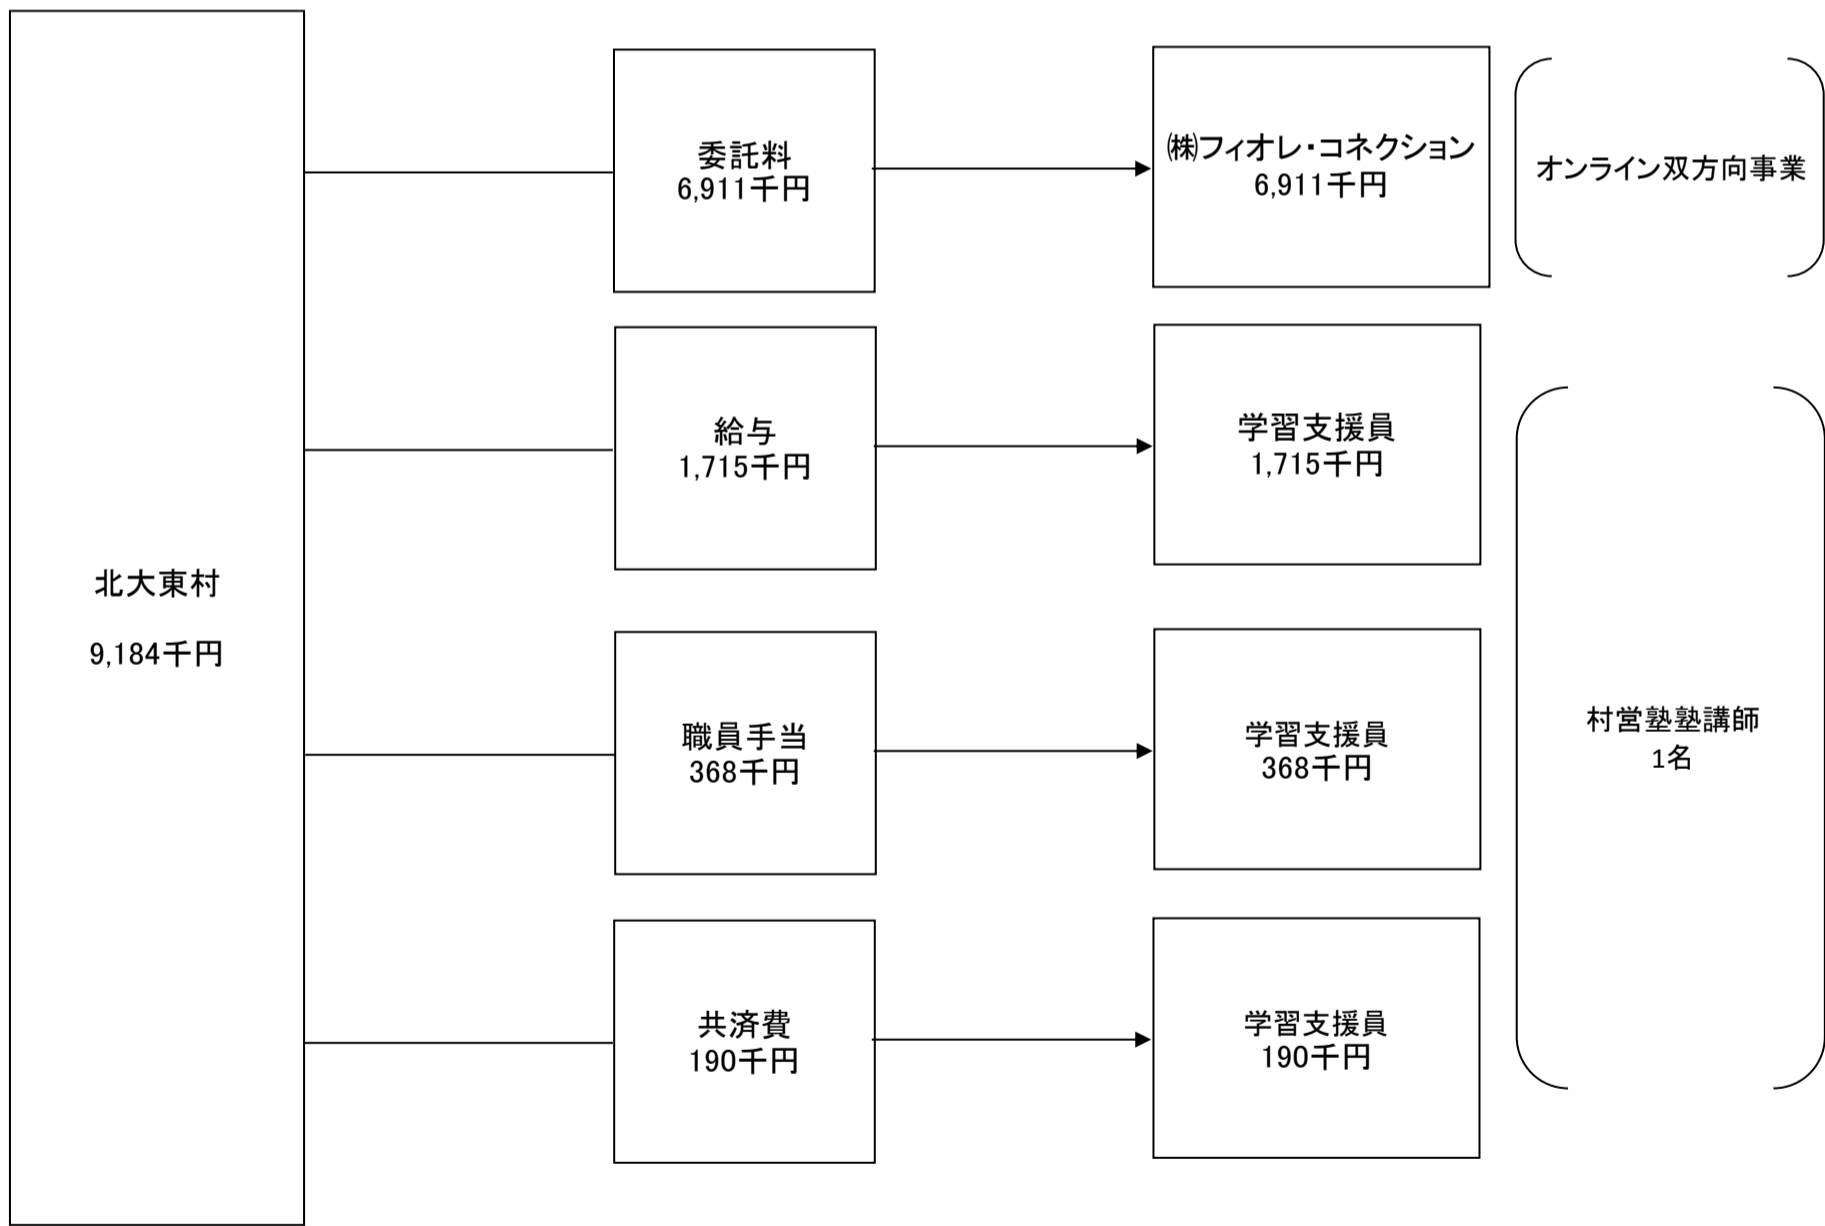 北大東村
9,184千円
委託料
6,911千円
㈱フィオレ・コネクション
6,911千円
オンライン双方向事業
給与
1,715千円
学習支援員
1,715千円
職員手当
368千円
学習支援員
368千円
村営塾塾講師
1名
共済費
190千円
学習支援員
190千円